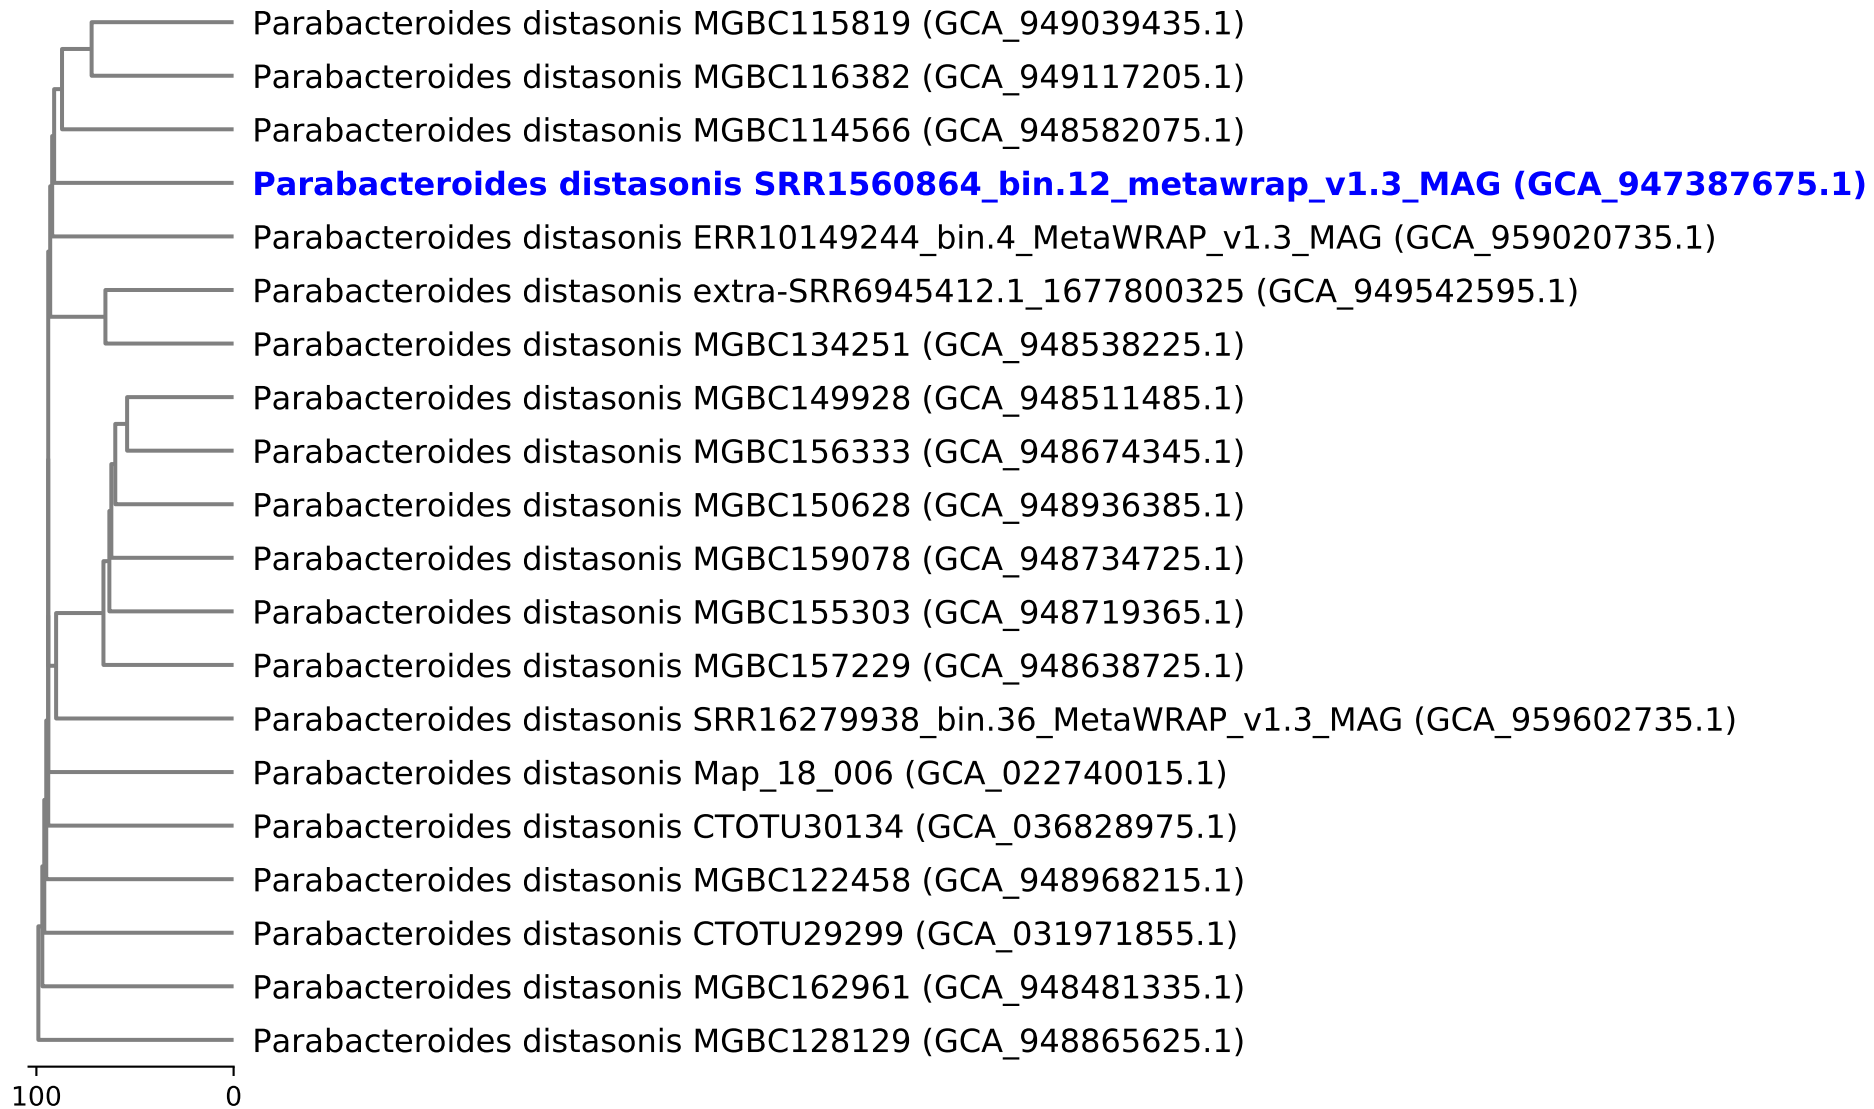 Parabacteroides distasonis MGBC115819 (GCA_949039435.1)
Parabacteroides distasonis MGBC116382 (GCA_949117205.1)
Parabacteroides distasonis MGBC114566 (GCA_948582075.1)
Parabacteroides distasonis SRR1560864_bin.12_metawrap_v1.3_MAG (GCA_947387675.1)
Parabacteroides distasonis ERR10149244_bin.4_MetaWRAP_v1.3_MAG (GCA_959020735.1)
Parabacteroides distasonis extra-SRR6945412.1_1677800325 (GCA_949542595.1)
Parabacteroides distasonis MGBC134251 (GCA_948538225.1)
Parabacteroides distasonis MGBC149928 (GCA_948511485.1)
Parabacteroides distasonis MGBC156333 (GCA_948674345.1)
Parabacteroides distasonis MGBC150628 (GCA_948936385.1)
Parabacteroides distasonis MGBC159078 (GCA_948734725.1)
Parabacteroides distasonis MGBC155303 (GCA_948719365.1)
Parabacteroides distasonis MGBC157229 (GCA_948638725.1)
Parabacteroides distasonis SRR16279938_bin.36_MetaWRAP_v1.3_MAG (GCA_959602735.1)
Parabacteroides distasonis Map_18_006 (GCA_022740015.1)
Parabacteroides distasonis CTOTU30134 (GCA_036828975.1)
Parabacteroides distasonis MGBC122458 (GCA_948968215.1)
Parabacteroides distasonis CTOTU29299 (GCA_031971855.1)
Parabacteroides distasonis MGBC162961 (GCA_948481335.1)
Parabacteroides distasonis MGBC128129 (GCA_948865625.1)
100 0